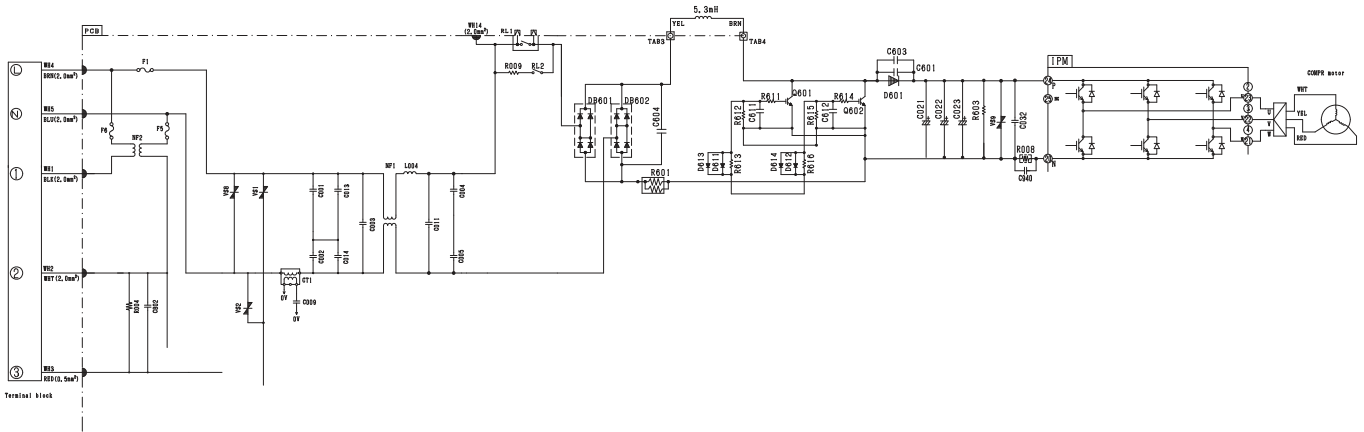 5.3mH
YEL
BRN
PCB
WH14
(2.0mm²)
RL1
TAB3
TAB4
WH4
BRN(2.0mm²)
F1
R009
RL2
C603
C601
D601
IPM
COMPR motor
L
N
1
2
3
WH5
BLU(2.0mm²)
F6
F5
NF2
WH1
BLK(2.0mm²)
DB601
DB602
C604
R612
R611
C611
Q601
R615
R614
C612
Q602
C021
C022
C023
R603
C032
P
N
U
V
W
WHT
YEL
RED
D613
D611
R613
D614
D612
R616
R601
R008
C940
NF1
L004
C001
C013
C003
C002
C014
C011
C004
C005
WH2
WHT(2.0mm²)
R004
VS2
CT1
0V
C009
0V
WH3
RED(0.5mm²)
Terminal block